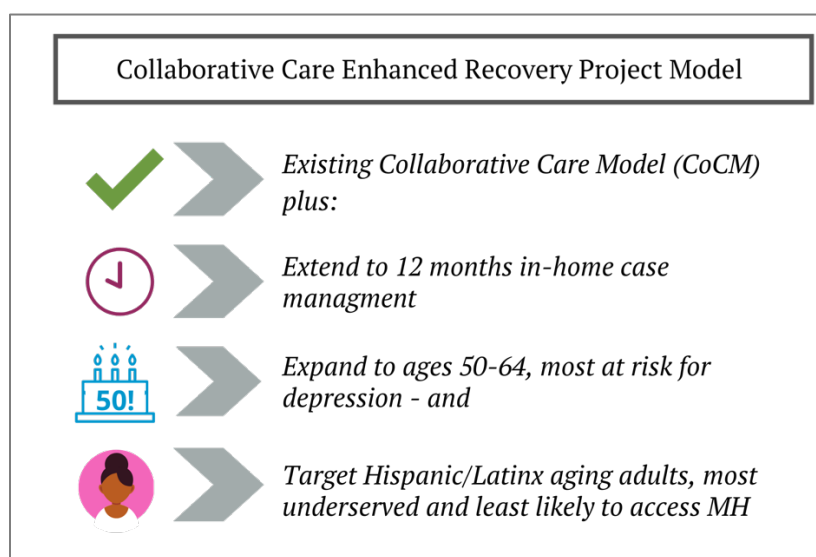 Collaborative Care Enhanced Recovery Project Model
Existing Collaborative Care Model (CoCM)
plus:
Extend to 12 months in-home case
managment
Expand to ages 50-64, most at risk for
depression - and
50!
Target Hispanic/Latinx aging adults, most
underserved and least likely to access MH